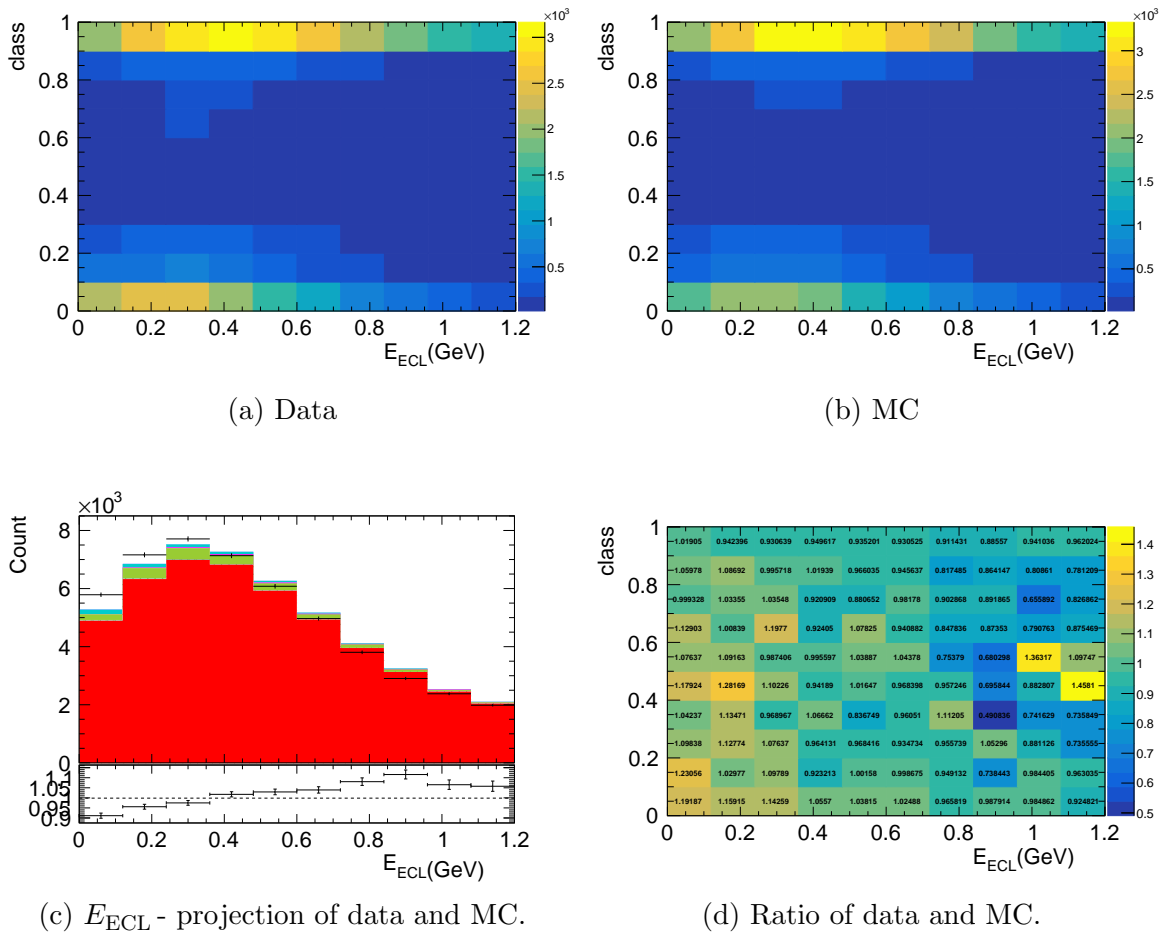 ×10³
×10³
class
1
0.8
0.6
0.4
0.2
0
0 0.2 0.4 0.6 0.8 1 1.2
E_ECL(GeV)
3
2.5
2
1.5
1
0.5
(a) Data
class
1
0.8
0.6
0.4
0.2
0
0 0.2 0.4 0.6 0.8 1 1.2
E_ECL(GeV)
3
2.5
2
1.5
1
0.5
(b) MC
×10³
Count
8
6
4
2
0
1.1
1.05
0.95
0.9
0 0.2 0.4 0.6 0.8 1 1.2
E_ECL(GeV)
(c) E_ECL - projection of data and MC.
class
1
0.8
0.6
0.4
0.2
0
1.01905 0.942396 0.930639 0.949617 0.935201 0.930525 0.911431 0.88557 0.941036 0.962024
1.05978 1.08692 0.995718 1.01939 0.966035 0.945637 0.817485 0.864147 0.80861 0.781209
0.999328 1.03355 1.03548 0.920909 0.880652 0.98178 0.902868 0.891865 0.655892 0.826862
1.12903 1.00839 1.1977 0.92405 1.07825 0.940882 0.847836 0.87353 0.790763 0.875469
1.07637 1.09163 0.987406 0.995597 1.03887 1.04378 0.75379 0.680298 1.36317 1.09747
1.17924 1.28169 1.10226 0.94189 1.01647 0.968398 0.957246 0.695844 0.882807 1.4581
1.04237 1.13471 0.968967 1.06662 0.836749 0.96051 1.11205 0.490836 0.741629 0.735849
1.09838 1.12774 1.07637 0.964131 0.968416 0.934734 0.955739 1.05296 0.881126 0.735555
1.23056 1.02977 1.09789 0.923213 1.00158 0.998675 0.949132 0.738443 0.984405 0.963035
1.19187 1.15915 1.14259 1.0557 1.03815 1.02488 0.965819 0.987914 0.984862 0.924821
0 0.2 0.4 0.6 0.8 1 1.2
E_ECL(GeV)
1.4
1.3
1.2
1.1
1
0.9
0.8
0.7
0.6
0.5
(d) Ratio of data and MC.